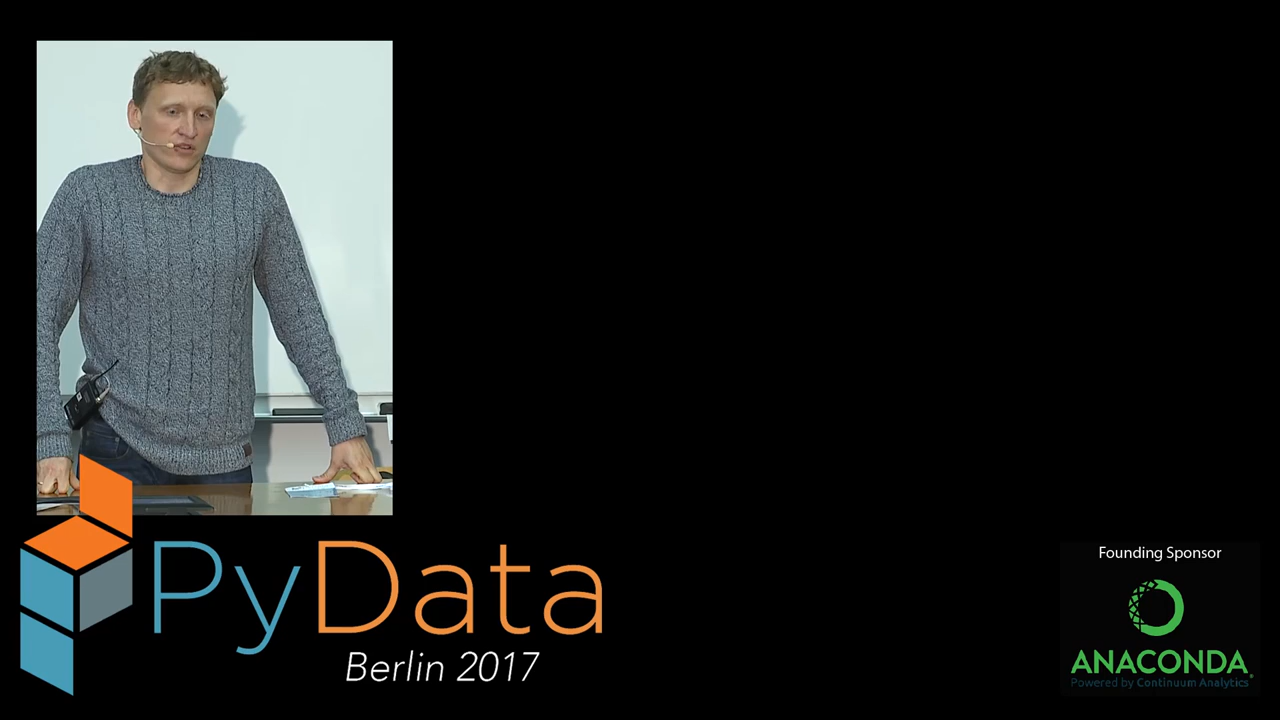 PyData
Berlin 2017
Founding Sponsor
ANACONDA
Powered by Continuum Analytics